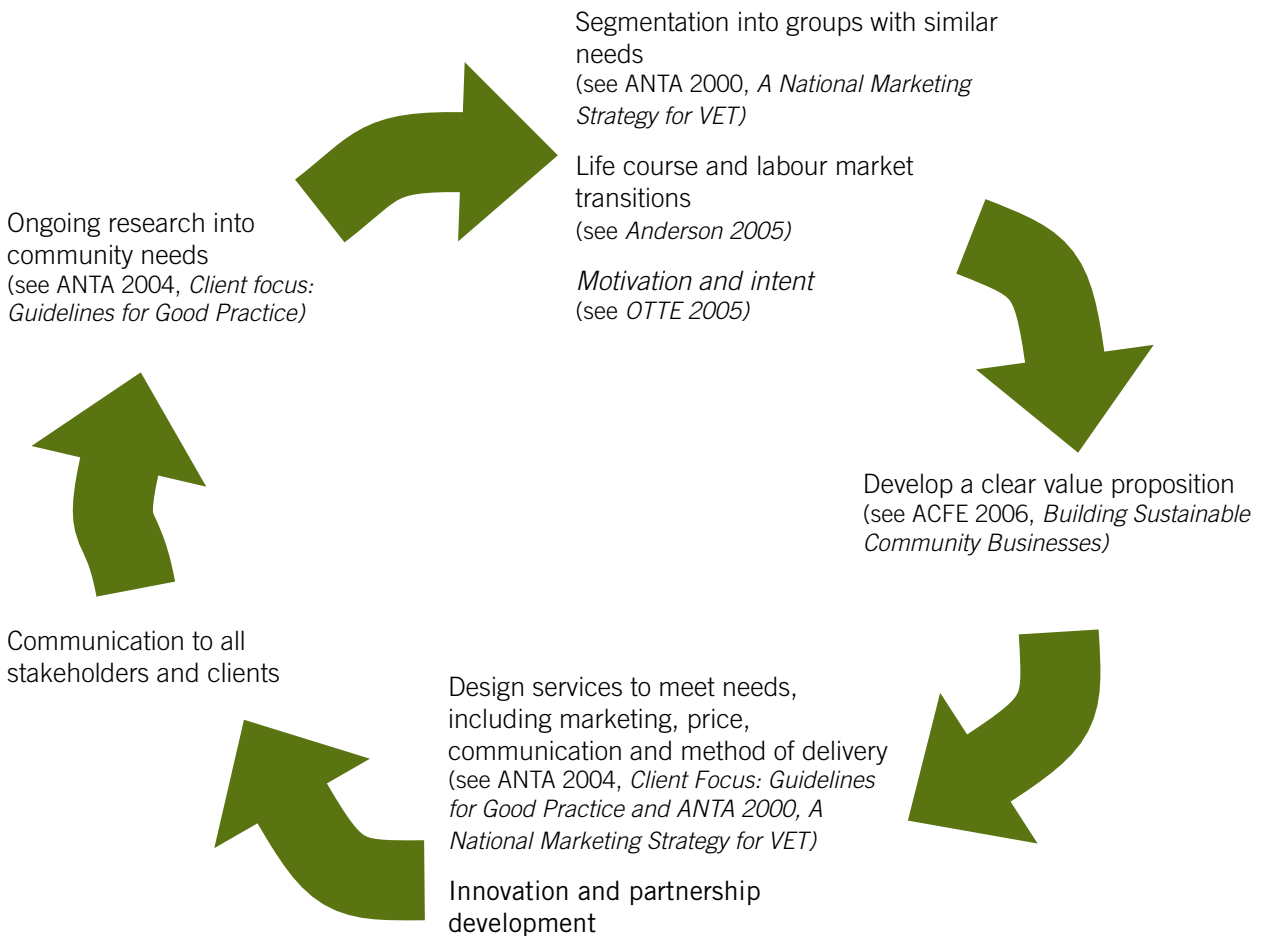 Segmentation into groups with similar
needs
(see ANTA 2000, A National Marketing
Strategy for VET)
Life course and labour market
transitions
(see Anderson 2005)
Motivation and intent
(see OTTE 2005)
Ongoing research into
community needs
(see ANTA 2004, Client focus:
Guidelines for Good Practice)
Develop a clear value proposition
(see ACFE 2006, Building Sustainable
Community Businesses)
Communication to all
stakeholders and clients
Design services to meet needs,
including marketing, price,
communication and method of delivery
(see ANTA 2004, Client Focus: Guidelines
for Good Practice and ANTA 2000, A
National Marketing Strategy for VET)
Innovation and partnership
development